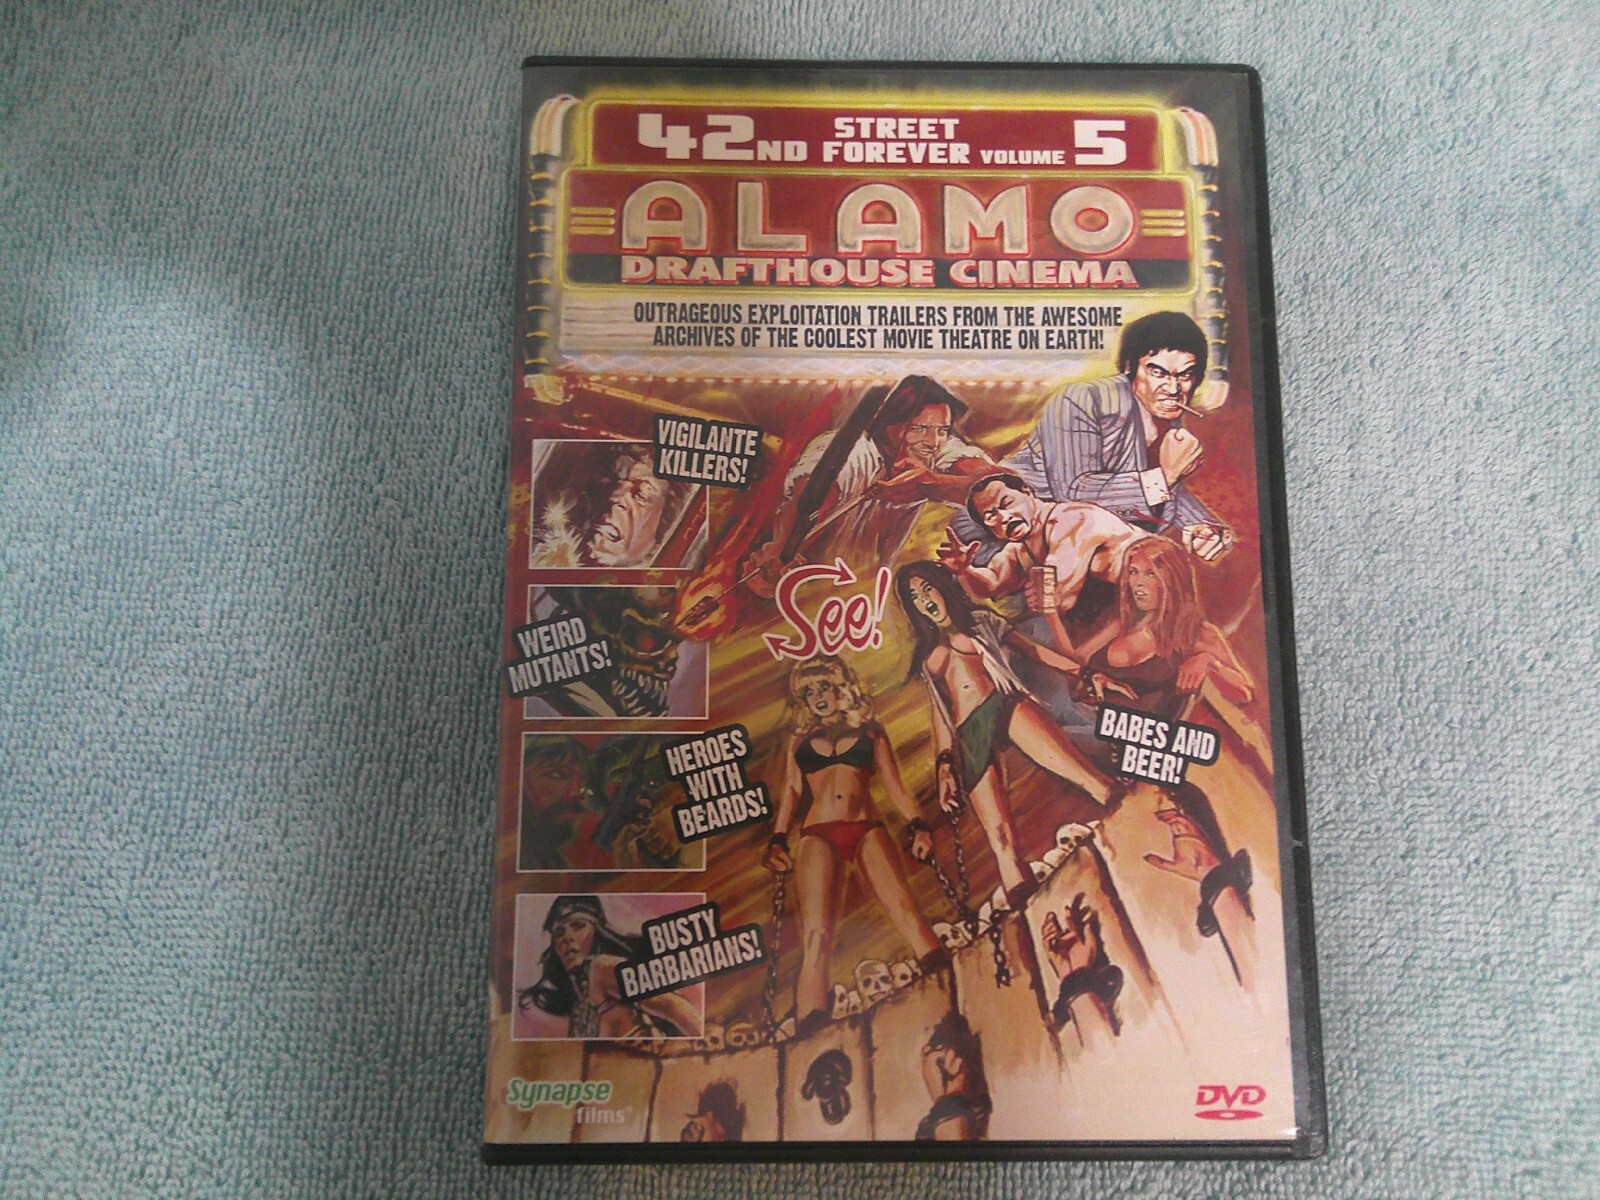 42ND STREET FOREVER VOLUME 5
ALAMO
DRAFTHOUSE CINEMA
OUTRAGEOUS EXPLOITATION TRAILERS FROM THE AWESOME
ARCHIVES OF THE COOLEST MOVIE THEATRE ON EARTH!
VIGILANTE
KILLERS!
See!
WEIRD
MUTANTS!
HEROES
WITH
BEARDS!
BABES AND
BEER!
BUSTY
BARBARIANS!
Synapse
films®
DVD